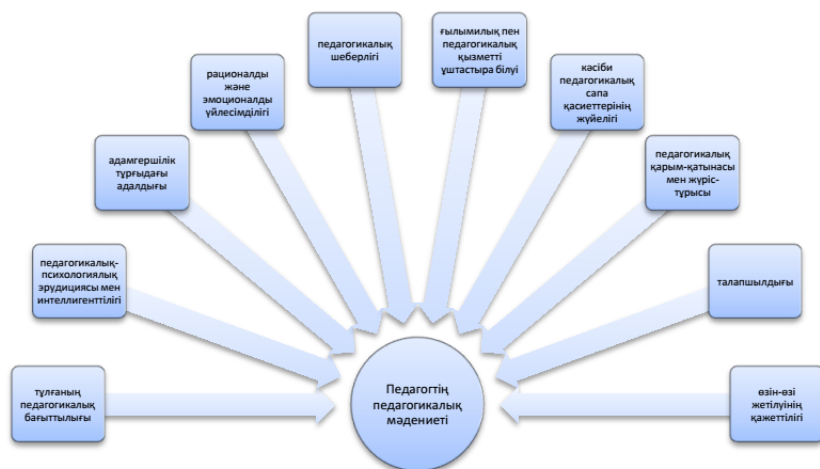 тұлғаның
педагогикалық
бағыттылығы
педагогикалық-
психологиялық
эрудициясы мен
интеллигенттілігі
адамгершілік
тұрғыдағы
адалдығы
рационалды
және
эмоционалды
үйлесімділігі
педагогикалық
шеберлігі
ғылымилық пен
педагогикалық
қызметті
ұштастыра білуі
кәсіби
педагогикалық
сапа
қасиеттерінің
жүйелігі
педагогикалық
қарым-қатынасы
мен жүріс-
тұрысы
талапшылдығы
өзін-өзі
жетілуінің
қажеттілігі
Педагогтің
педагогикалық
мәдениеті